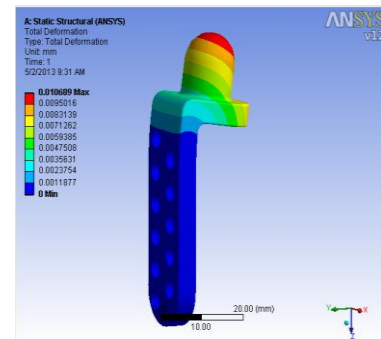 A: Static Structural (ANSYS)
Total Deformation
Type: Total Deformation
Unit: mm
Time: 1
5/2/2013 9:31 AM
0.010689 Max
0.0095016
0.0083139
0.0071262
0.0059385
0.0047508
0.0035631
0.0023754
0.0011877
0 Min
ANSYS
v12
20.00 (mm)
10.00
Y
X
Z